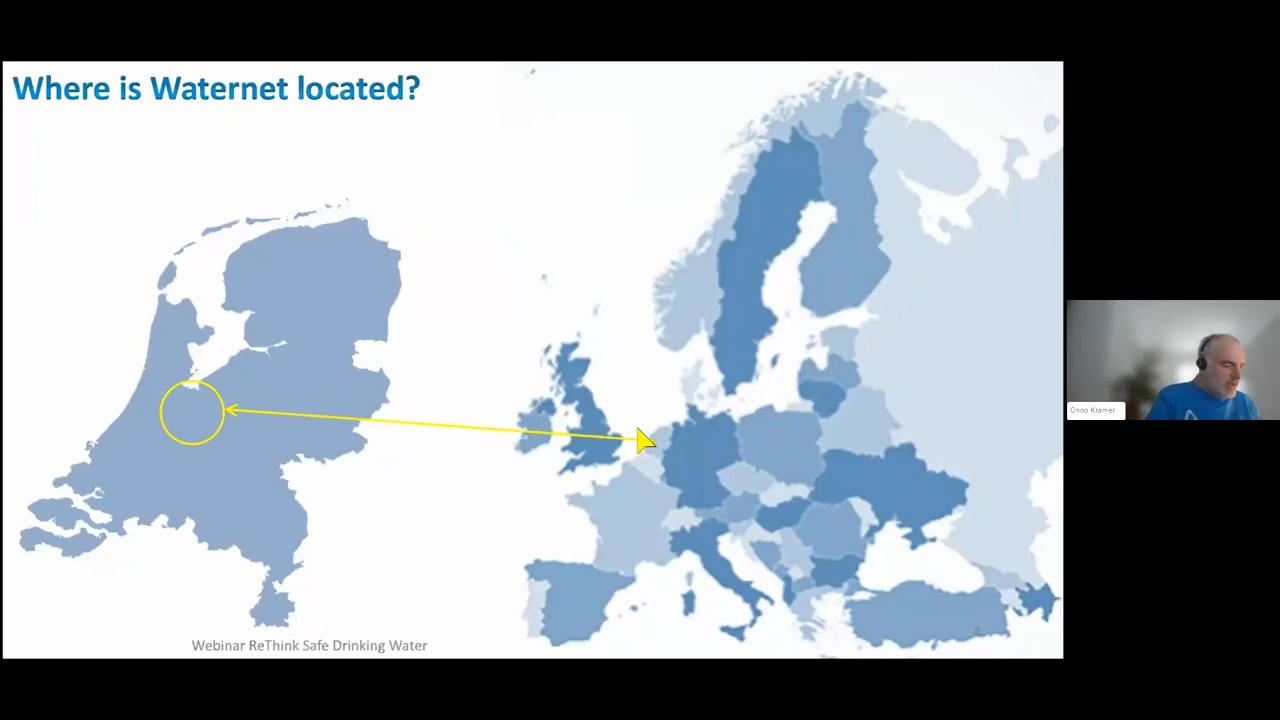 Where is Waternet located?
Onno Kramer
Webinar ReThink Safe Drinking Water